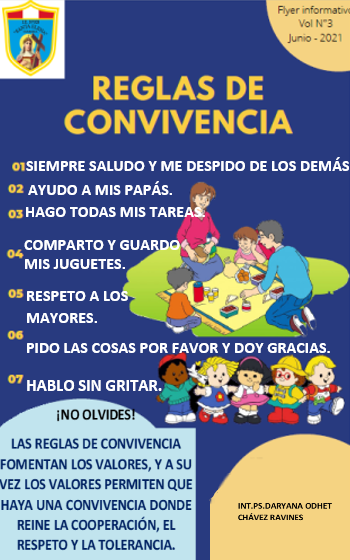 Flyer informativo
Vol N°3
Junio - 2021
REGLAS DE
CONVIVENCIA
01 SIEMPRE SALUDO Y ME DESPIDO DE LOS DEMÁS
02 AYUDO A MIS PAPÁS.
03 HAGO TODAS MIS TAREAS.
04 COMPARTO Y GUARDO
MIS JUGUETES.
05 RESPETO A LOS
MAYORES.
06 PIDO LAS COSAS POR FAVOR Y DOY GRACIAS.
07 HABLO SIN GRITAR.
¡NO OLVIDES!
LAS REGLAS DE CONVIVENCIA
FOMENTAN LOS VALORES, Y A SU
VEZ LOS VALORES PERMITEN QUE
HAYA UNA CONVIVENCIA DONDE
REINE LA COOPERACIÓN, EL
RESPETO Y LA TOLERANCIA.
INT.PS.DARYANA ODHET
CHÁVEZ RAVINES